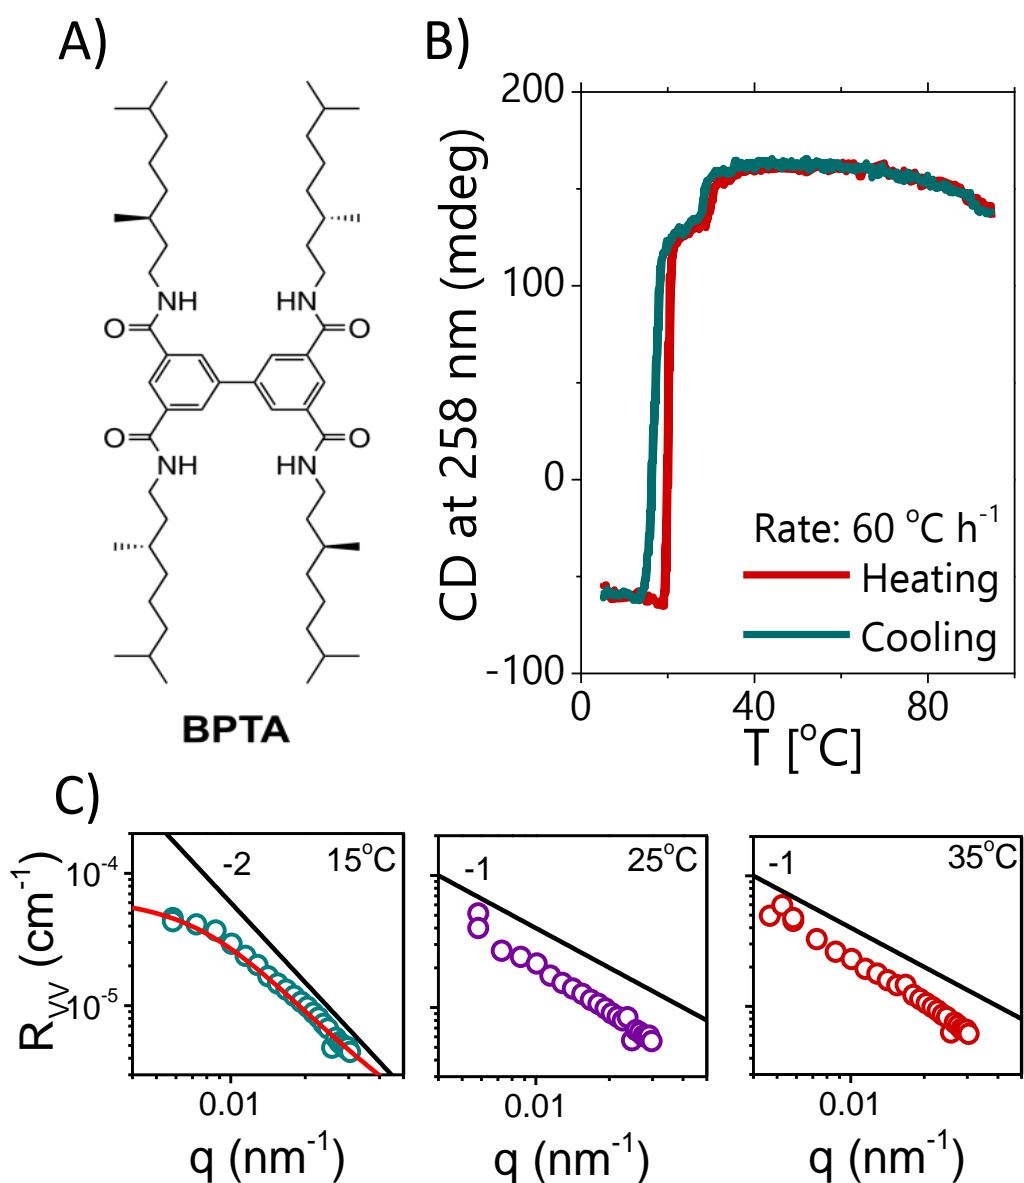 A)
NH
HN
O
O
O
O
NH
HN
BPTA
B)
CD at 258 nm (mdeg)
200
100
0
-100
Rate: 60 °C h⁻¹
Heating
Cooling
0
40
80
T [°C]
C)
R_VV (cm⁻¹)
10⁻⁴
10⁻⁵
-2
15°C
0.01
q (nm⁻¹)
-1
25°C
0.01
q (nm⁻¹)
-1
35°C
0.01
q (nm⁻¹)